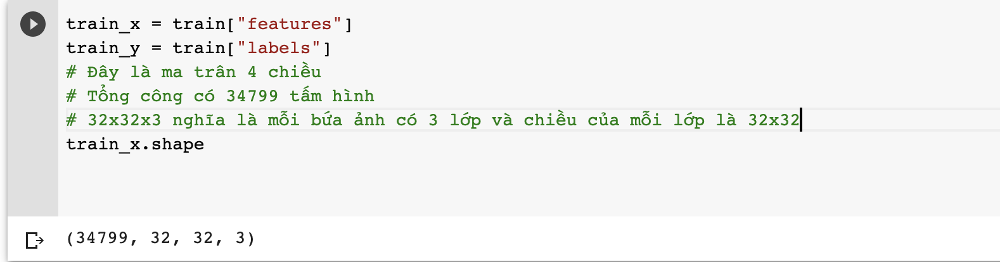 train_x = train["features"]
train_y = train["labels"]
# Đây là ma trân 4 chiều
# Tổng công có 34799 tấm hình
# 32x32x3 nghĩa là mỗi bứa ảnh có 3 lớp và chiều của mỗi lớp là 32x32
train_x.shape
(34799, 32, 32, 3)